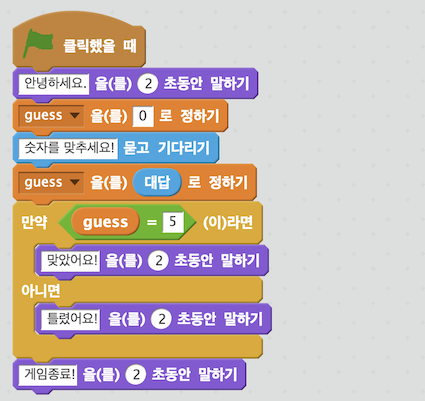 클릭했을 때
안녕하세요. 을(를) 2 초동안 말하기
guess 을(를) 0 로 정하기
숫자를 맞추세요! 묻고 기다리기
guess 을(를) 대답 로 정하기
만약 guess = 5 (이)라면
맞았어요! 을(를) 2 초동안 말하기
아니면
틀렸어요! 을(를) 2 초동안 말하기
게임종료! 을(를) 2 초동안 말하기